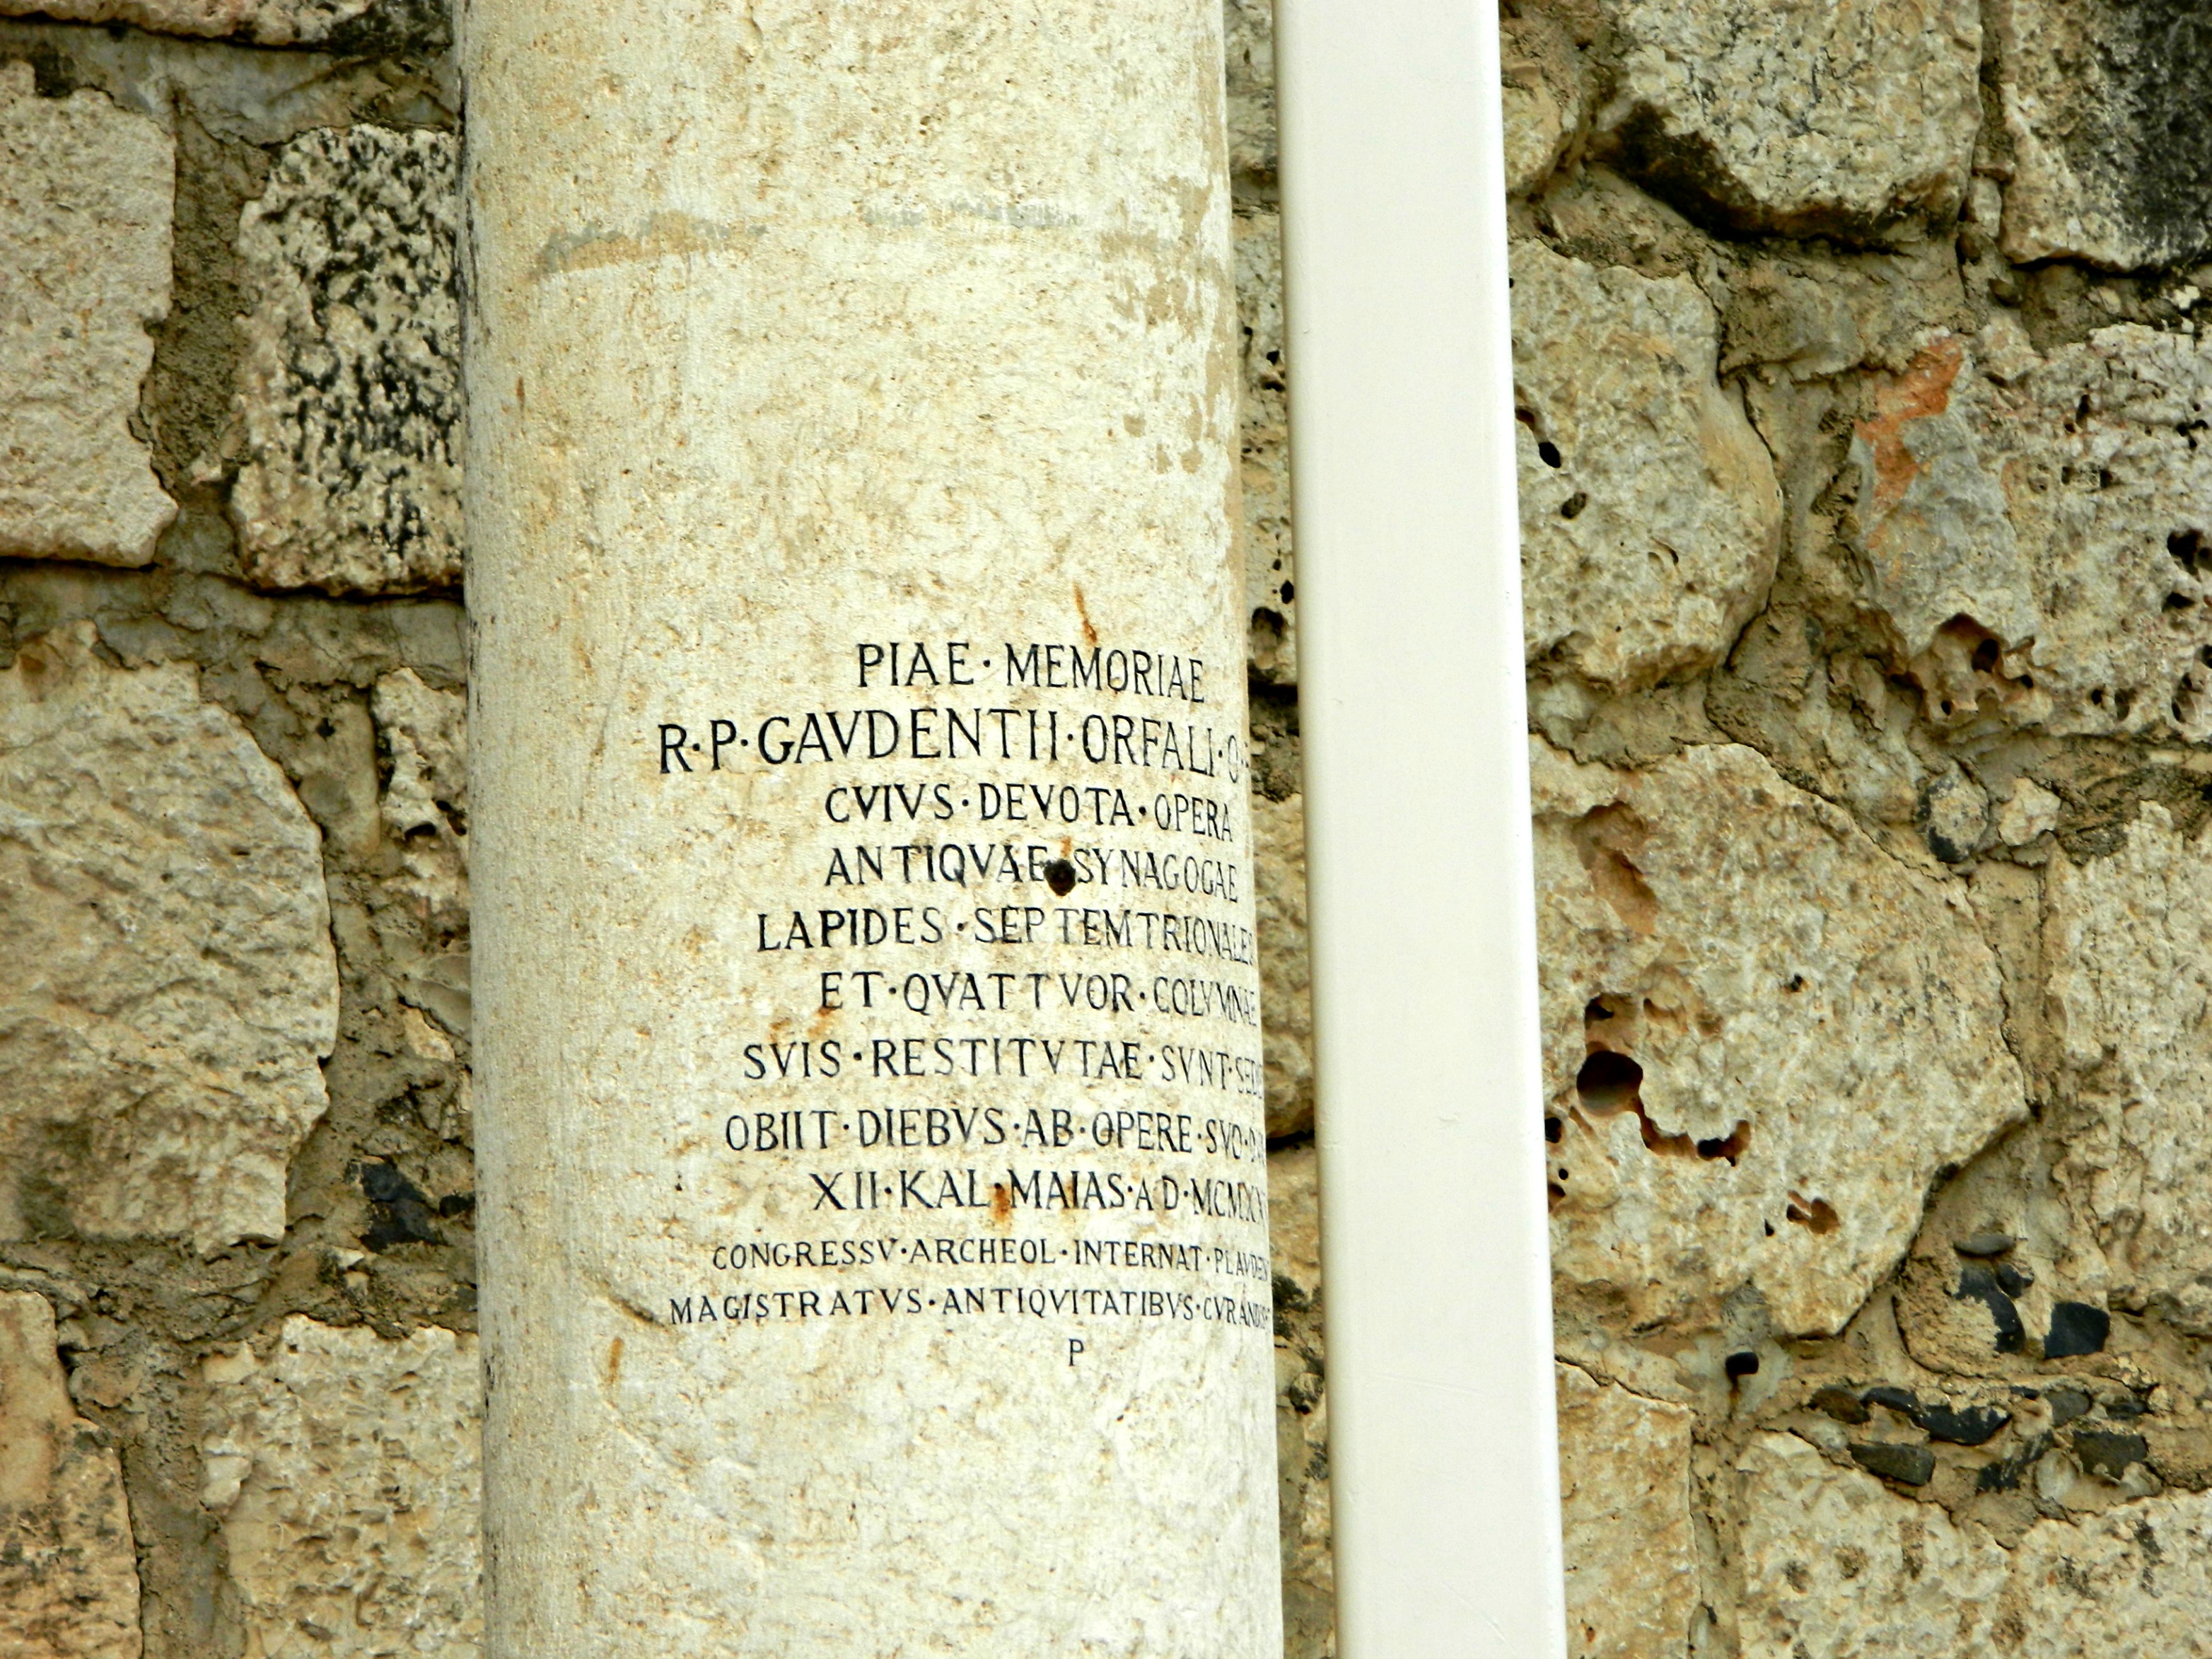 PIAE·MEMORIAE
R·P·GAVDENTII·ORFALI·O·
CVIVS·DEVOTA·OPERA
ANTIQVAE SYNAGOGAE
LAPIDES·SEPTEMTRIONALES
ET·QVATTVOR·COLVMNAE
SVIS·RESTITVTAE·SVNT·
OBIIT·DIEBVS·AB·OPERE·SVO·
XII·KAL·MAIAS·AD·
CONGRESSV·ARCHEOL·INTERNAT·
MAGISTRATVS·ANTIQVITATIBVS·
P